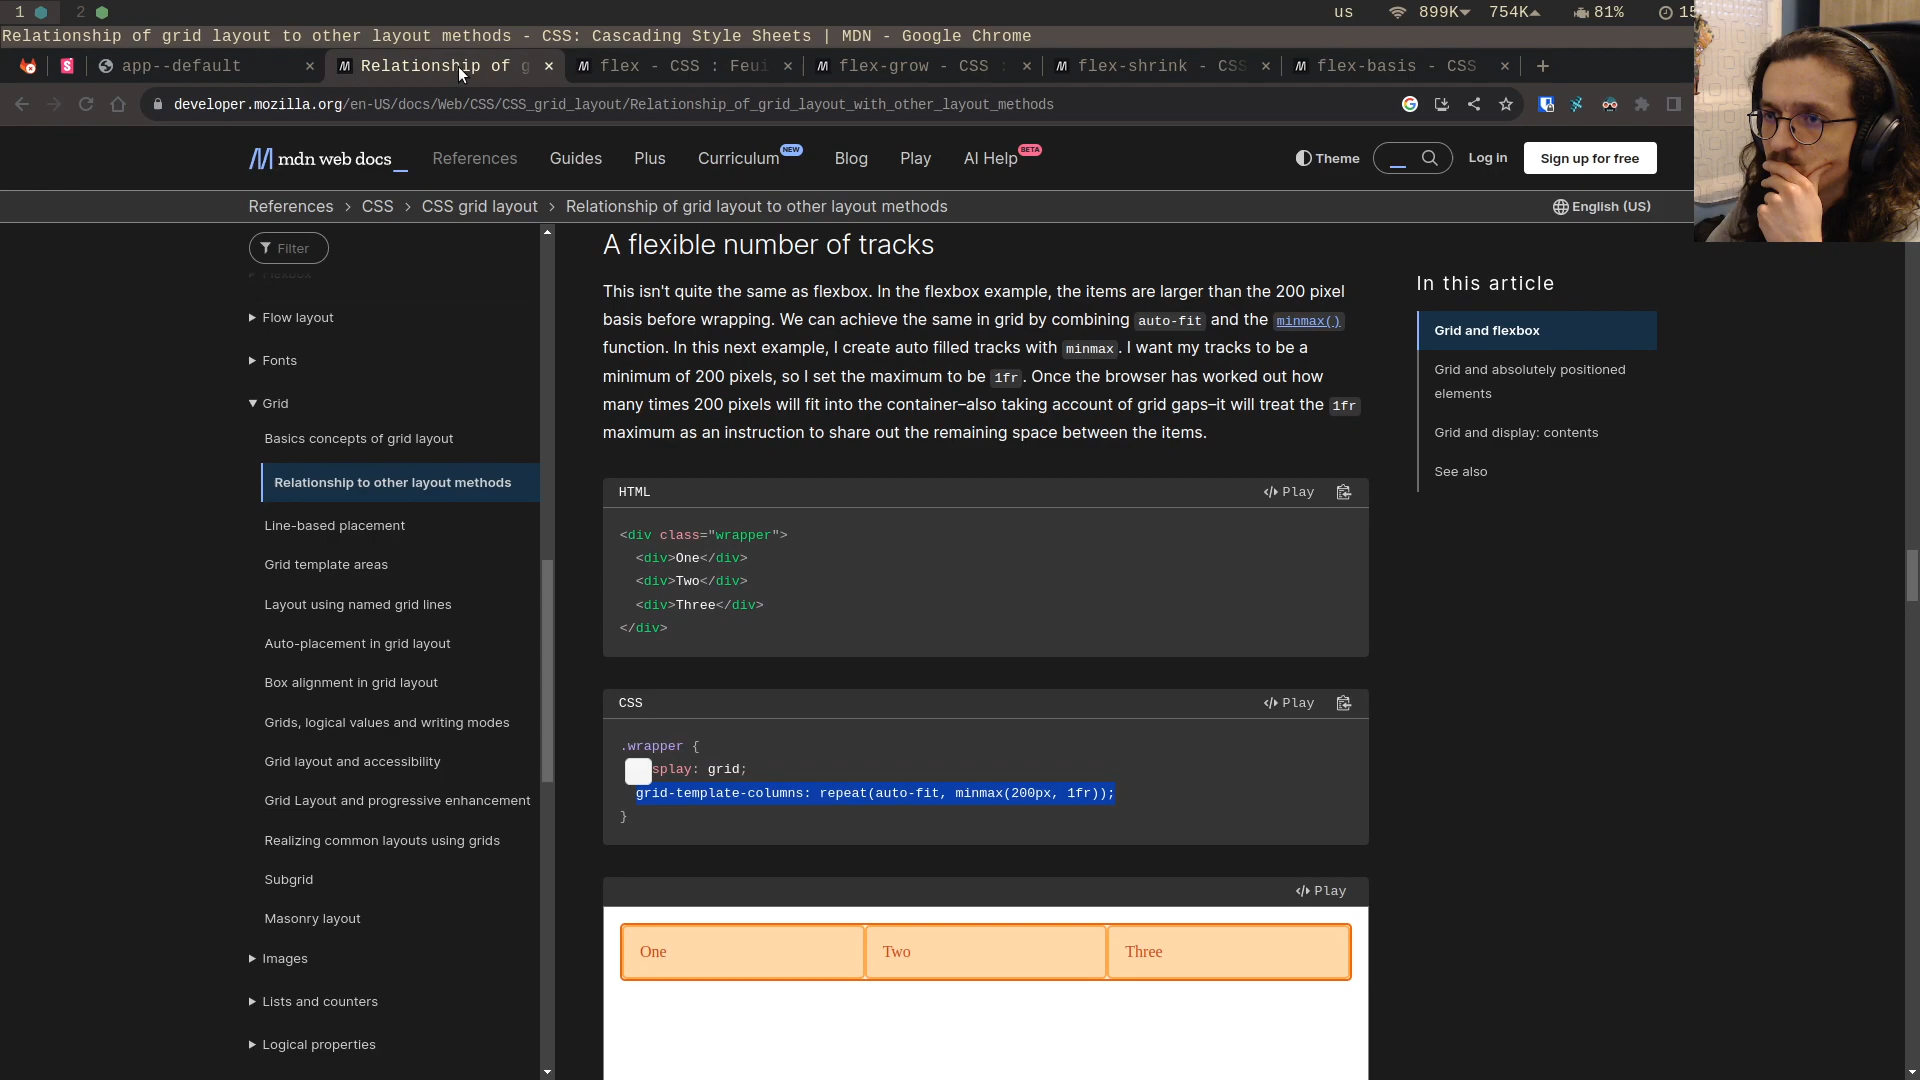 1 2 us 899K 754K 81% 15
Relationship of grid layout to other layout methods - CSS: Cascading Style Sheets | MDN - Google Chrome
app--default × Relationship of g × flex - CSS : Feui × flex-grow - CSS : × flex-shrink - CSS × flex-basis - CSS × +
developer.mozilla.org/en-US/docs/Web/CSS/CSS_grid_layout/Relationship_of_grid_layout_with_other_layout_methods
mdn web docs_ References Guides Plus Curriculum NEW Blog Play AI Help BETA Theme Log in Sign up for free
References > CSS > CSS grid layout > Relationship of grid layout to other layout methods English (US)
Filter
Flexbox
Flow layout
Fonts
Grid
Basics concepts of grid layout
Relationship to other layout methods
Line-based placement
Grid template areas
Layout using named grid lines
Auto-placement in grid layout
Box alignment in grid layout
Grids, logical values and writing modes
Grid layout and accessibility
Grid Layout and progressive enhancement
Realizing common layouts using grids
Subgrid
Masonry layout
Images
Lists and counters
Logical properties
A flexible number of tracks
This isn't quite the same as flexbox. In the flexbox example, the items are larger than the 200 pixel
basis before wrapping. We can achieve the same in grid by combining auto-fit and the minmax()
function. In this next example, I create auto filled tracks with minmax. I want my tracks to be a
minimum of 200 pixels, so I set the maximum to be 1fr. Once the browser has worked out how
many times 200 pixels will fit into the container–also taking account of grid gaps–it will treat the 1fr
maximum as an instruction to share out the remaining space between the items.
HTML Play
<div class="wrapper">
<div>One</div>
<div>Two</div>
<div>Three</div>
</div>
CSS Play
.wrapper {
splay: grid;
grid-template-columns: repeat(auto-fit, minmax(200px, 1fr));
}
Play
One Two Three
In this article
Grid and flexbox
Grid and absolutely positioned
elements
Grid and display: contents
See also